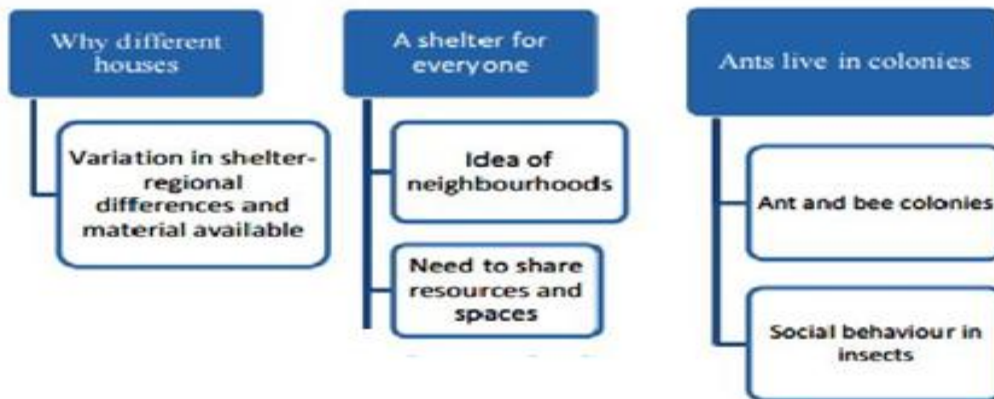 Why different
houses
Variation in shelter-
regional
differences and
material available
A shelter for
everyone
Idea of
neighbourhoods
Need to share
resources and
spaces
Ants live in colonies
Ant and bee colonies
Social behaviour in
insects